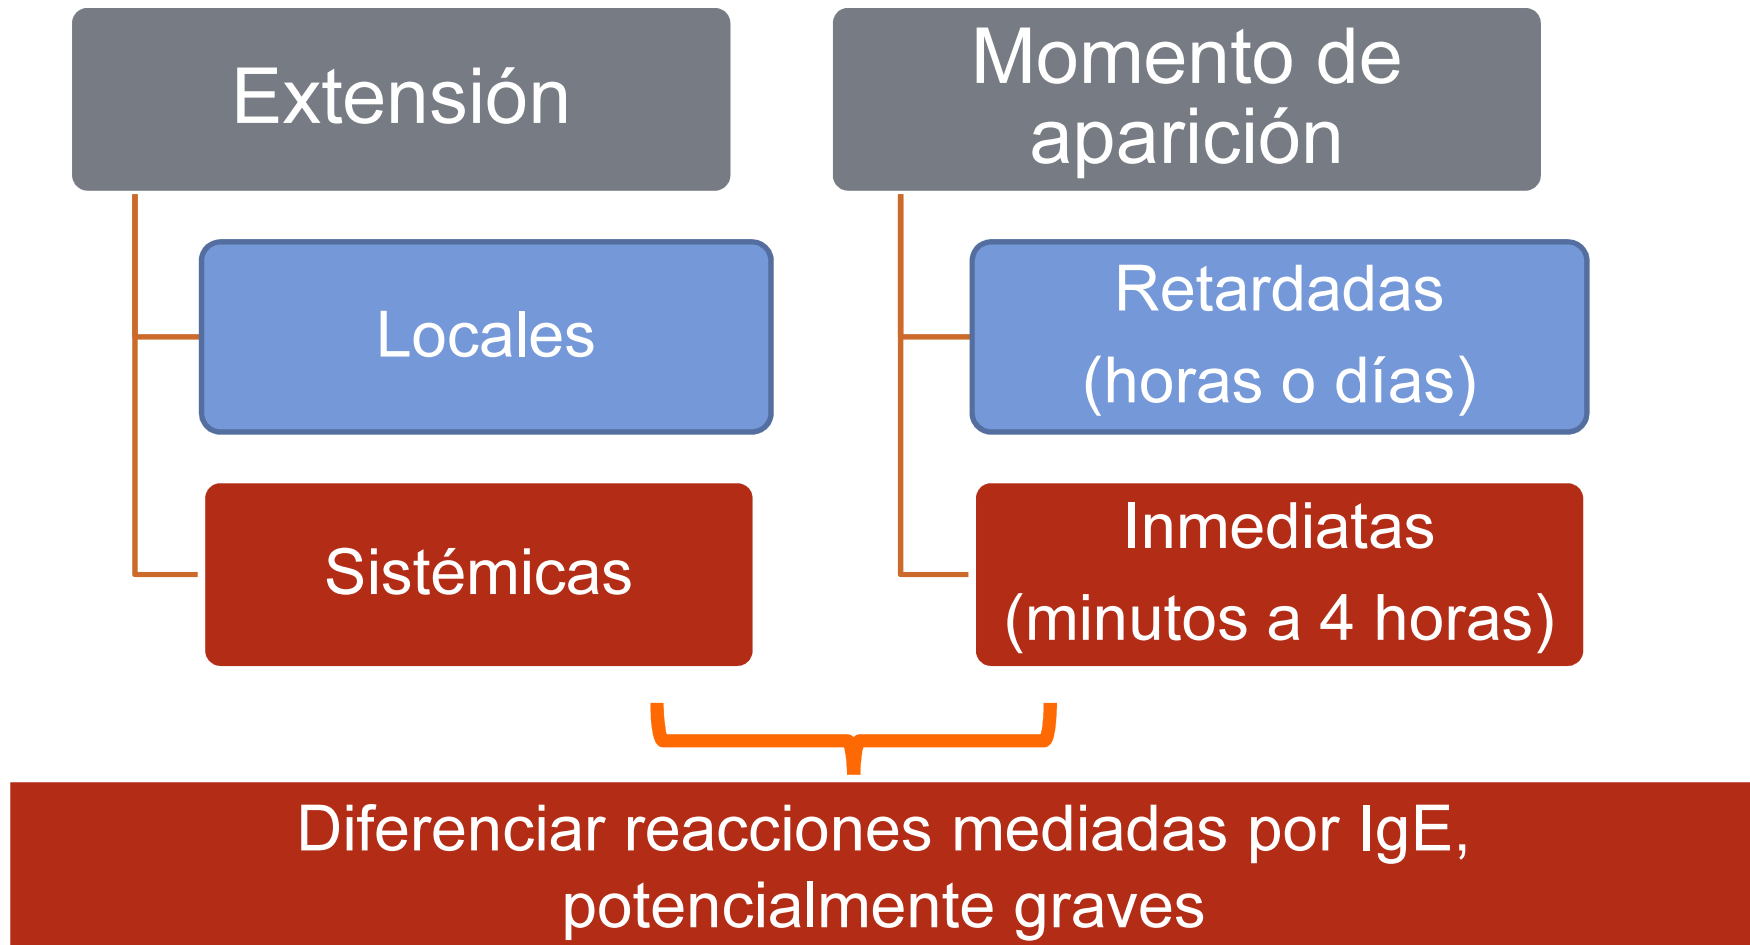 Extensión
Locales
Sistémicas
Momento de
aparición
Retardadas
(horas o días)
Inmediatas
(minutos a 4 horas)
Diferenciar reacciones mediadas por IgE,
potencialmente graves